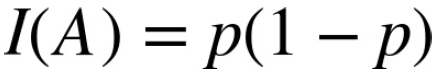 I(A) = p(1 − p)